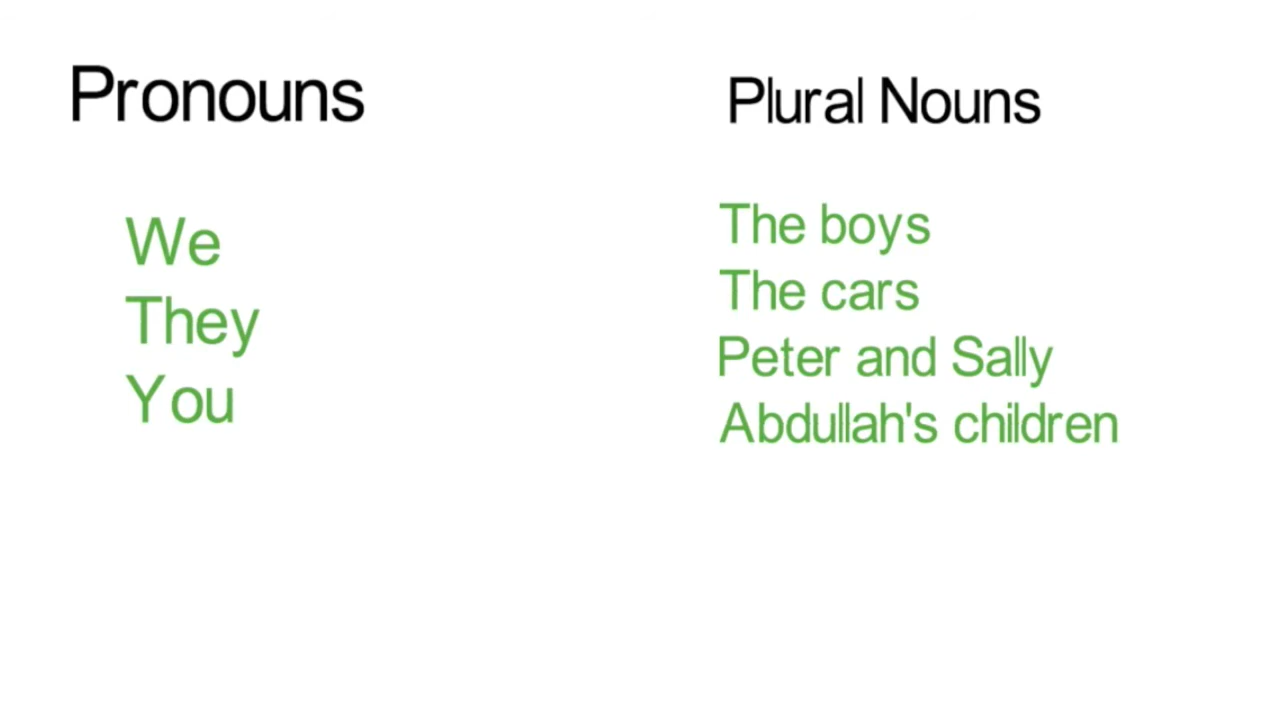 Pronouns
We
They
You
Plural Nouns
The boys
The cars
Peter and Sally
Abdullah's children